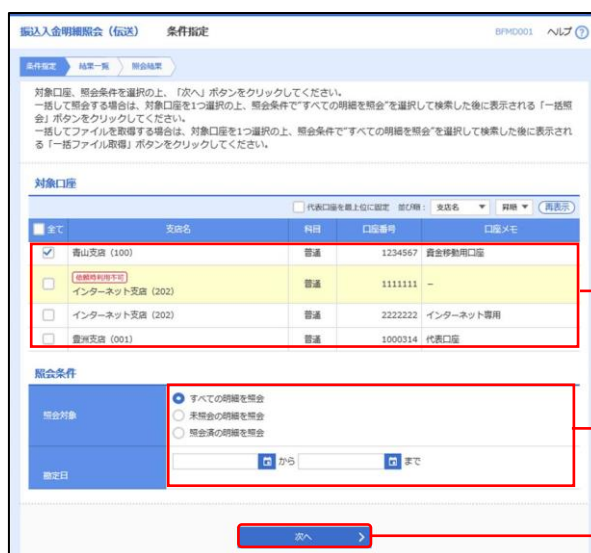 振込入金明細照会（伝送） 条件指定 BFMD001 ヘルプ ?
条件指定 結果一覧 照会結果
対象口座、照会条件を選択の上、「次へ」ボタンをクリックしてください。
一括して照会する場合は、対象口座を1つ選択の上、照会条件で"すべての明細を照会"を選択して検索した後に表示される「一括照
会」ボタンをクリックしてください。
一括してファイルを取得する場合は、対象口座を1つ選択の上、照会条件で"すべての明細を照会"を選択して検索した後に表示され
る「一括ファイル取得」ボタンをクリックしてください。
対象口座
代表口座を最上位に固定 並び順： 支店名 昇順 再表示
全て 支店名 科目 口座番号 口座メモ
青山支店（100） 普通 1234567 資金移動用口座
依頼時利用不可
インターネット支店（202） 普通 1111111 −
インターネット支店（202） 普通 2222222 インターネット専用
豊洲支店（001） 普通 1000314 代表口座
照会条件
照会対象
すべての明細を照会
未照会の明細を照会
照会済の明細を照会
勘定日 から まで
次へ